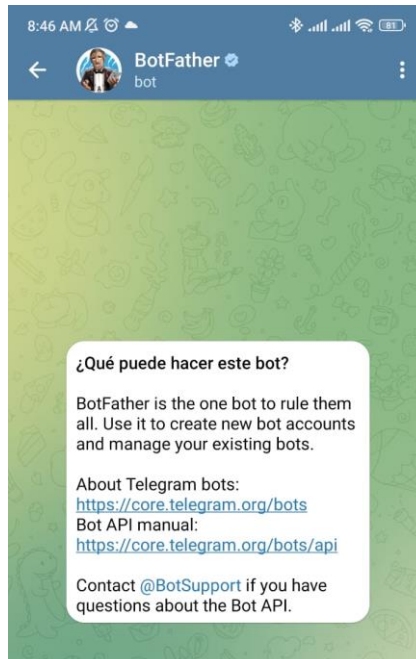 8:46 AM
81
BotFather
bot
¿Qué puede hacer este bot?
BotFather is the one bot to rule them
all. Use it to create new bot accounts
and manage your existing bots.
About Telegram bots:
https://core.telegram.org/bots
Bot API manual:
https://core.telegram.org/bots/api
Contact @BotSupport if you have
questions about the Bot API.